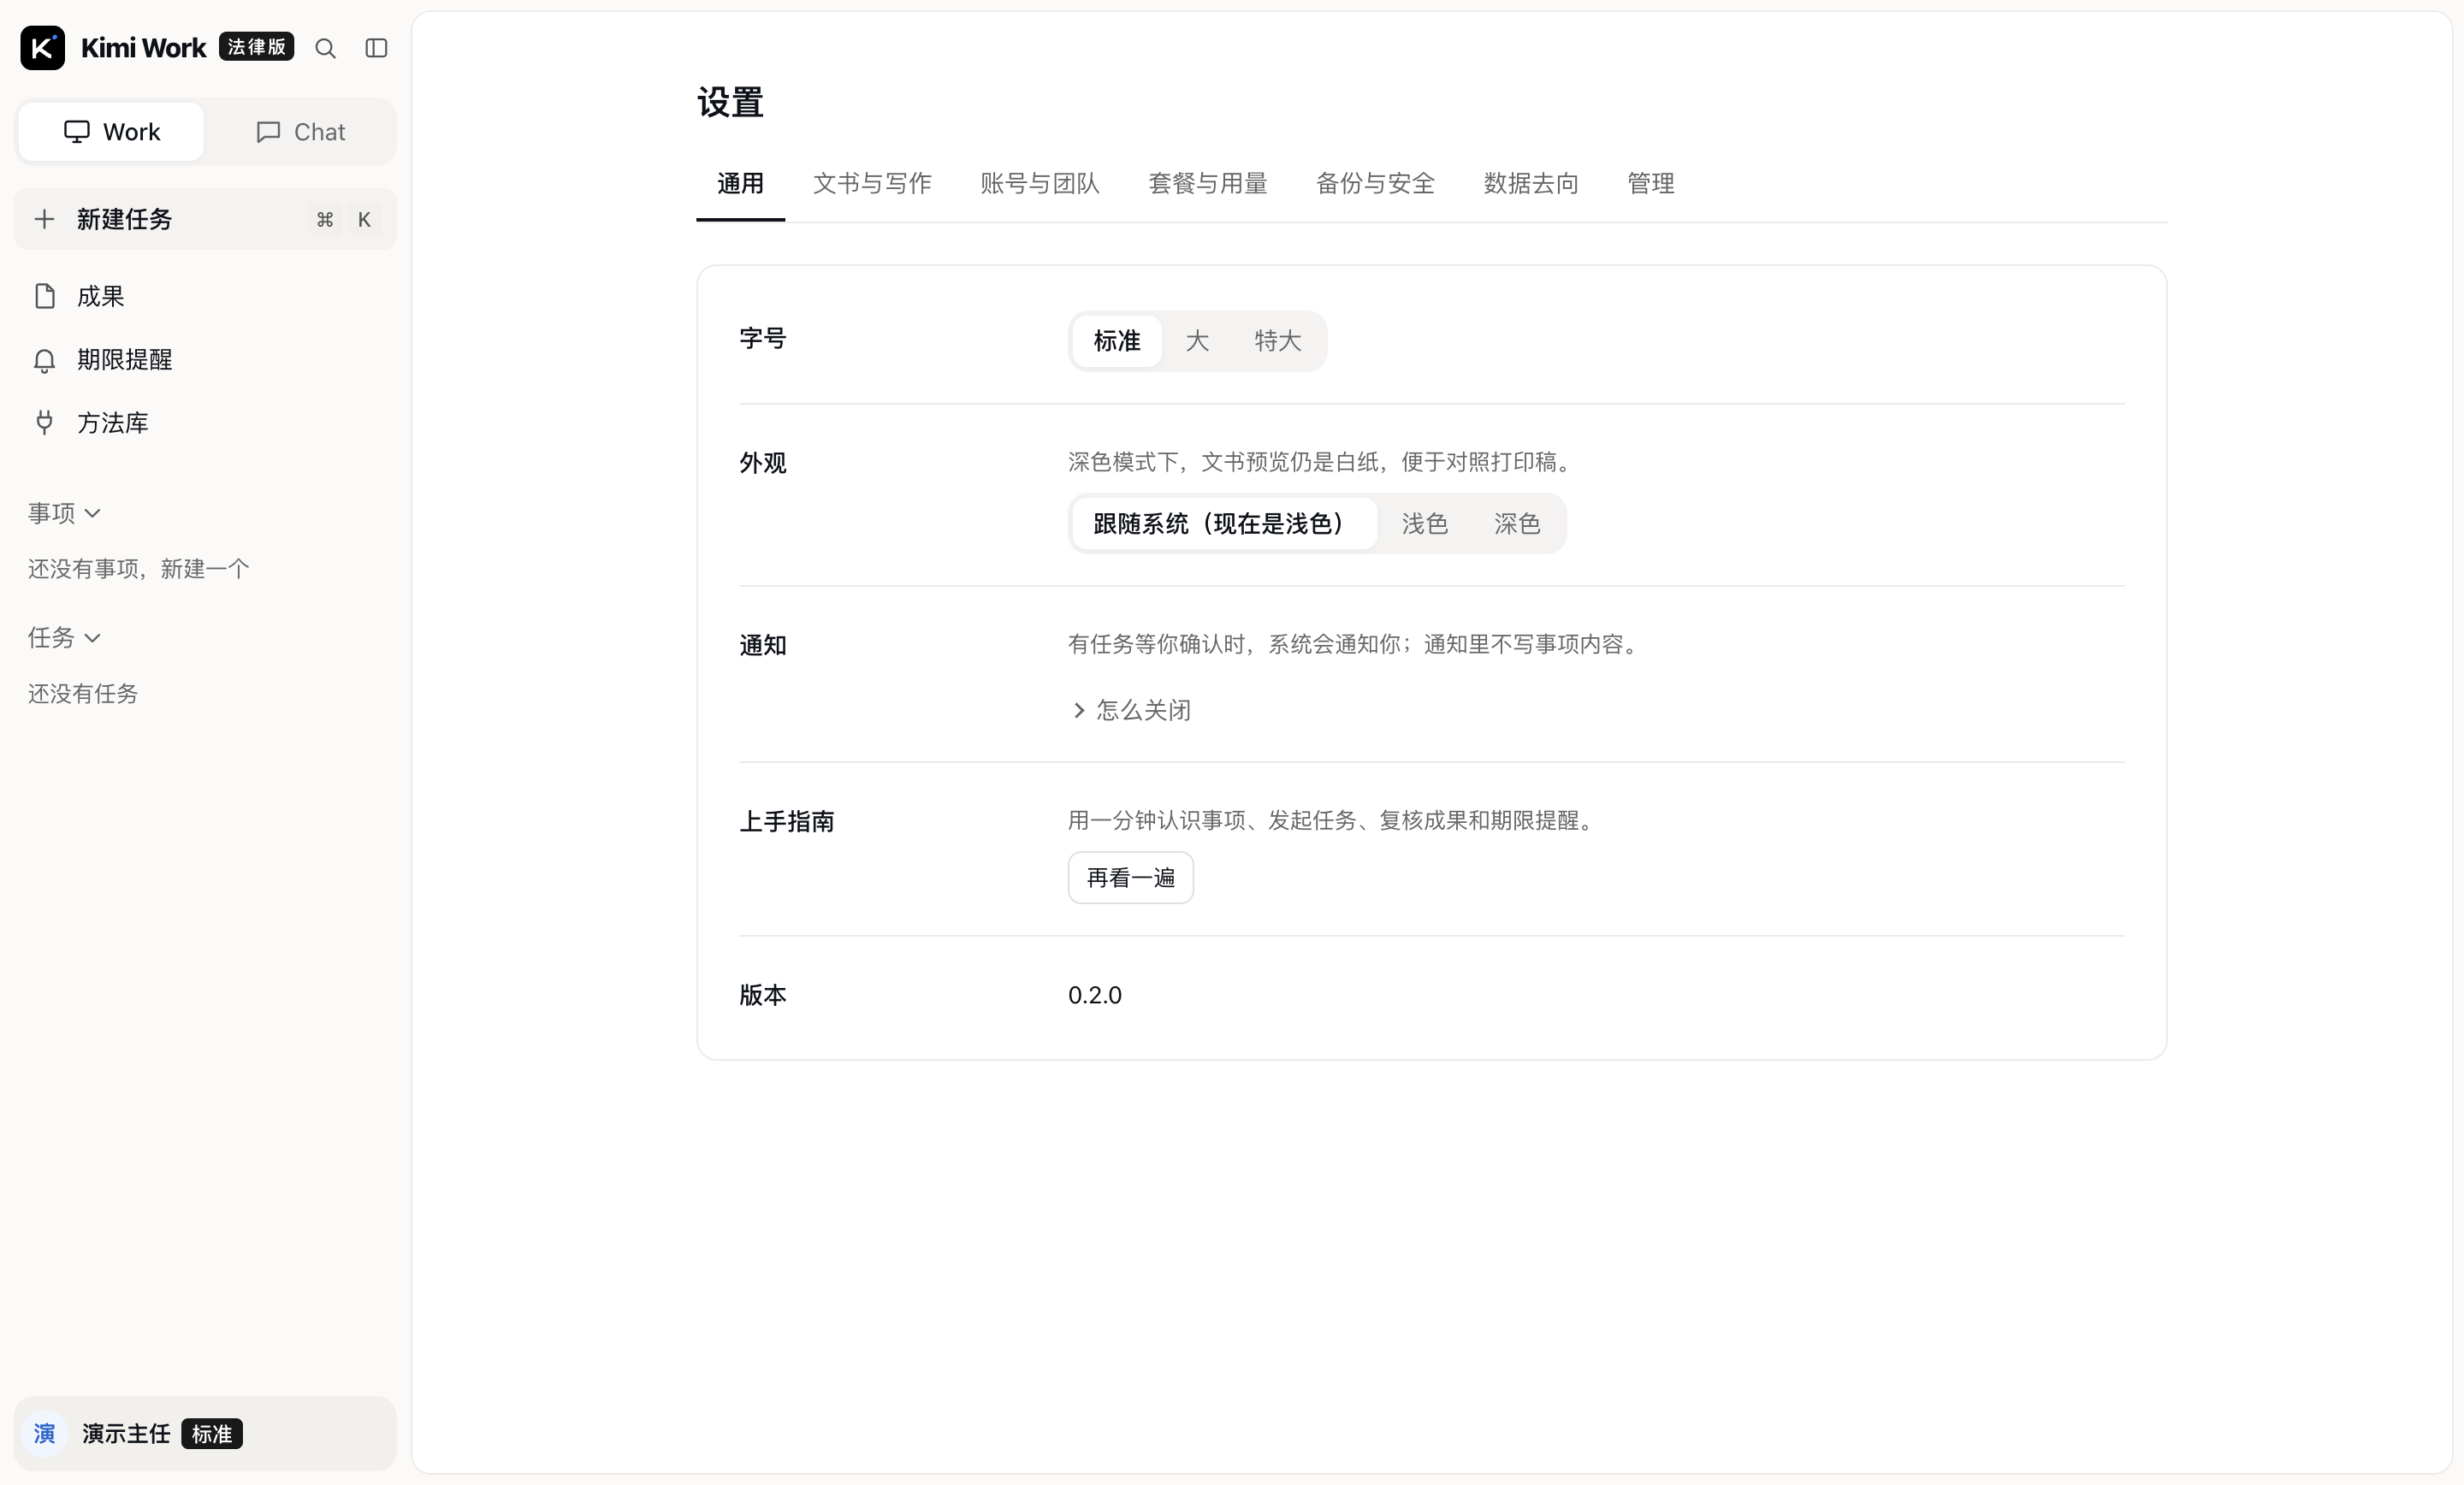 Kimi Work 法律版
Work
Chat
新建任务 ⌘ K
成果
期限提醒
方法库
事项
还没有事项，新建一个
任务
还没有任务
演 演示主任 标准
设置
通用 文书与写作 账号与团队 套餐与用量 备份与安全 数据去向 管理
字号
标准 大 特大
外观
深色模式下，文书预览仍是白纸，便于对照打印稿。
跟随系统（现在是浅色） 浅色 深色
通知
有任务等你确认时，系统会通知你；通知里不写事项内容。
怎么关闭
上手指南
用一分钟认识事项、发起任务、复核成果和期限提醒。
再看一遍
版本
0.2.0